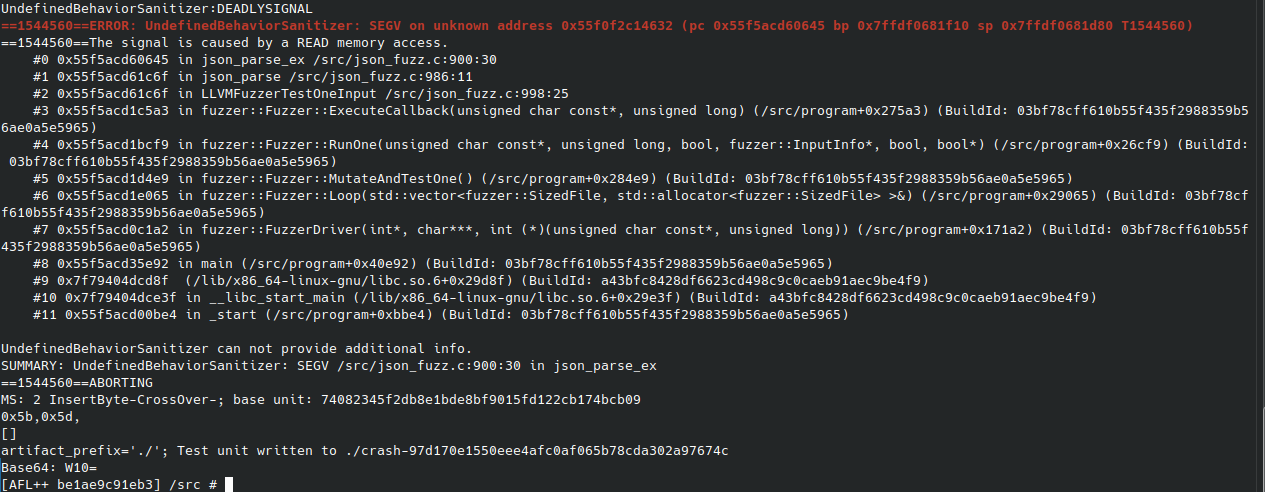 UndefinedBehaviorSanitizer:DEADLYSIGNAL
==1544560==ERROR: UndefinedBehaviorSanitizer: SEGV on unknown address 0x55f0f2c14632 (pc 0x55f5acd60645 bp 0x7ffdf0681f10 sp 0x7ffdf0681d80 T1544560)
==1544560==The signal is caused by a READ memory access.
    #0 0x55f5acd60645 in json_parse_ex /src/json_fuzz.c:900:30
    #1 0x55f5acd61c6f in json_parse /src/json_fuzz.c:986:11
    #2 0x55f5acd61c6f in LLVMFuzzerTestOneInput /src/json_fuzz.c:998:25
    #3 0x55f5acd1c5a3 in fuzzer::Fuzzer::ExecuteCallback(unsigned char const*, unsigned long) (/src/program+0x275a3) (BuildId: 03bf78cff610b55f435f2988359b5
6ae0a5e5965)
    #4 0x55f5acd1bcf9 in fuzzer::Fuzzer::RunOne(unsigned char const*, unsigned long, bool, fuzzer::InputInfo*, bool, bool*) (/src/program+0x26cf9) (BuildId:
 03bf78cff610b55f435f2988359b56ae0a5e5965)
    #5 0x55f5acd1d4e9 in fuzzer::Fuzzer::MutateAndTestOne() (/src/program+0x284e9) (BuildId: 03bf78cff610b55f435f2988359b56ae0a5e5965)
    #6 0x55f5acd1e065 in fuzzer::Fuzzer::Loop(std::vector<fuzzer::SizedFile, std::allocator<fuzzer::SizedFile> >&) (/src/program+0x29065) (BuildId: 03bf78cf
f610b55f435f2988359b56ae0a5e5965)
    #7 0x55f5acd0c1a2 in fuzzer::FuzzerDriver(int*, char***, int (*)(unsigned char const*, unsigned long)) (/src/program+0x171a2) (BuildId: 03bf78cff610b55f
435f2988359b56ae0a5e5965)
    #8 0x55f5acd35e92 in main (/src/program+0x40e92) (BuildId: 03bf78cff610b55f435f2988359b56ae0a5e5965)
    #9 0x7f79404dcd8f  (/lib/x86_64-linux-gnu/libc.so.6+0x29d8f) (BuildId: a43bfc8428df6623cd498c9c0caeb91aec9be4f9)
    #10 0x7f79404dce3f in __libc_start_main (/lib/x86_64-linux-gnu/libc.so.6+0x29e3f) (BuildId: a43bfc8428df6623cd498c9c0caeb91aec9be4f9)
    #11 0x55f5acd00be4 in _start (/src/program+0xbbe4) (BuildId: 03bf78cff610b55f435f2988359b56ae0a5e5965)

UndefinedBehaviorSanitizer can not provide additional info.
SUMMARY: UndefinedBehaviorSanitizer: SEGV /src/json_fuzz.c:900:30 in json_parse_ex
==1544560==ABORTING
MS: 2 InsertByte-CrossOver-; base unit: 74082345f2db8e1bde8bf9015fd122cb174bcb09
0x5b,0x5d,
[]
artifact_prefix='./'; Test unit written to ./crash-97d170e1550eee4afc0af065b78cda302a97674c
Base64: W10=
[AFL++ be1ae9c91eb3] /src #